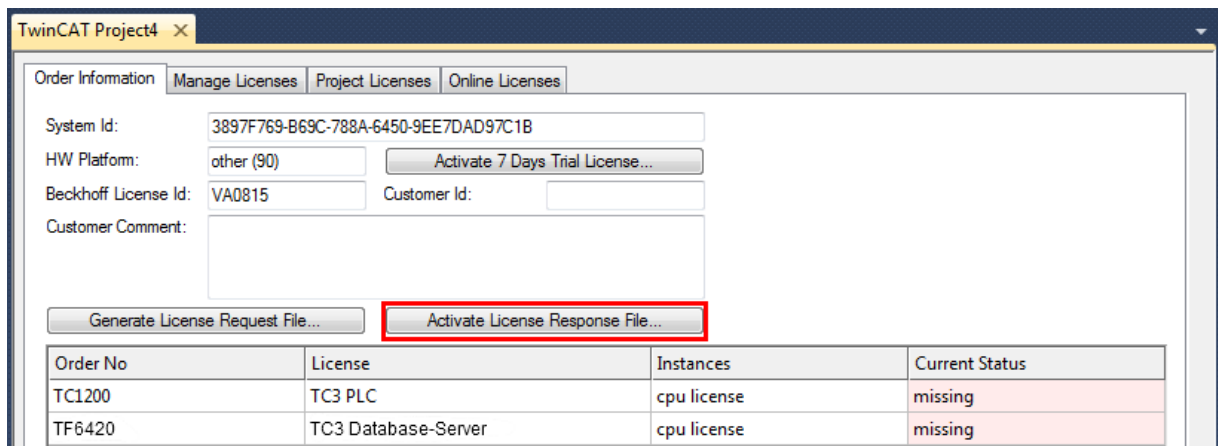 TwinCAT Project4
Order Information Manage Licenses Project Licenses Online Licenses
System Id: 3897F769-B69C-788A-6450-9EE7DAD97C1B
HW Platform: other (90) Activate 7 Days Trial License...
Beckhoff License Id: VA0815 Customer Id:
Customer Comment:
Generate License Request File... Activate License Response File...
Order No License Instances Current Status
TC1200 TC3 PLC cpu license missing
TF6420 TC3 Database-Server cpu license missing